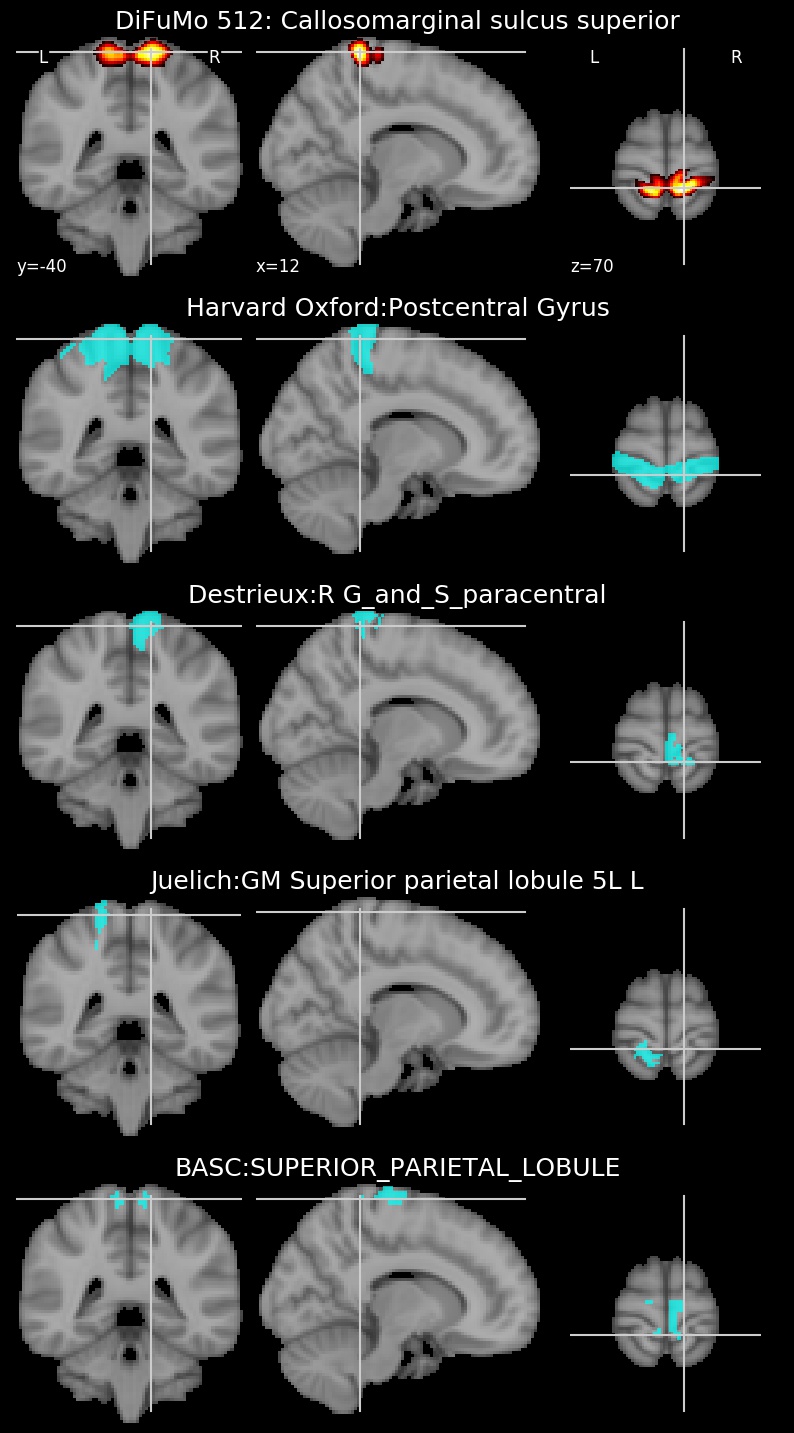 DiFuMo 512: Callosomarginal sulcus superior
L R L R
y=-40 x=12 z=70
Harvard Oxford:Postcentral Gyrus
Destrieux:R G_and_S_paracentral
Juelich:GM Superior parietal lobule 5L L
BASC:SUPERIOR_PARIETAL_LOBULE